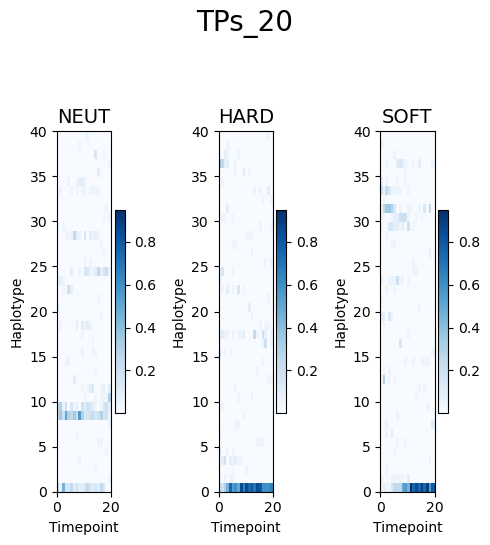 TPs_20
NEUT HARD SOFT
40 40 40
35 35 35
30 30 30
0.8 0.8 0.8
25 25 25
0.6 0.6 0.6
20 20 20
Haplotype Haplotype Haplotype
0.4 0.4 0.4
15 15 15
0.2 0.2 0.2
10 10 10
5 5 5
0 0 0
0 20 0 20 0 20
Timepoint Timepoint Timepoint